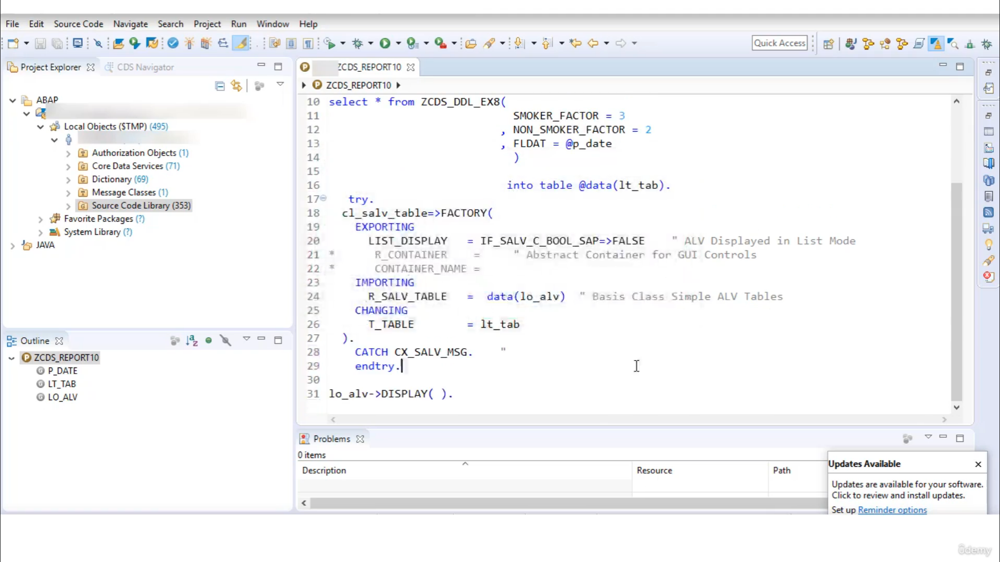 File Edit Source Code Navigate Search Project Run Window Help
Quick Access
Project Explorer CDS Navigator
ABAP
Local Objects ($TMP) (495)
Authorization Objects (1)
Core Data Services (71)
Dictionary (69)
Message Classes (1)
Source Code Library (353)
Favorite Packages (?)
System Library (?)
JAVA
Outline
ZCDS_REPORT10
P_DATE
LT_TAB
LO_ALV
ZCDS_REPORT10
ZCDS_REPORT10
10 select * from ZCDS_DDL_EX8(
11 SMOKER_FACTOR = 3
12 , NON_SMOKER_FACTOR = 2
13 , FLDAT = @p_date
14 )
15
16 into table @data(lt_tab).
17 try.
18 cl_salv_table=>FACTORY(
19 EXPORTING
20 LIST_DISPLAY = IF_SALV_C_BOOL_SAP=>FALSE " ALV Displayed in List Mode
21 * R_CONTAINER = " Abstract Container for GUI Controls
22 * CONTAINER_NAME =
23 IMPORTING
24 R_SALV_TABLE = data(lo_alv) " Basis Class Simple ALV Tables
25 CHANGING
26 T_TABLE = lt_tab
27 ).
28 CATCH CX_SALV_MSG. "
29 endtry.
30
31 lo_alv->DISPLAY( ).
Problems
0 items
Description Resource Path
Updates Available
Updates are available for your software.
Click to review and install updates.
Set up Reminder options
ûdemy